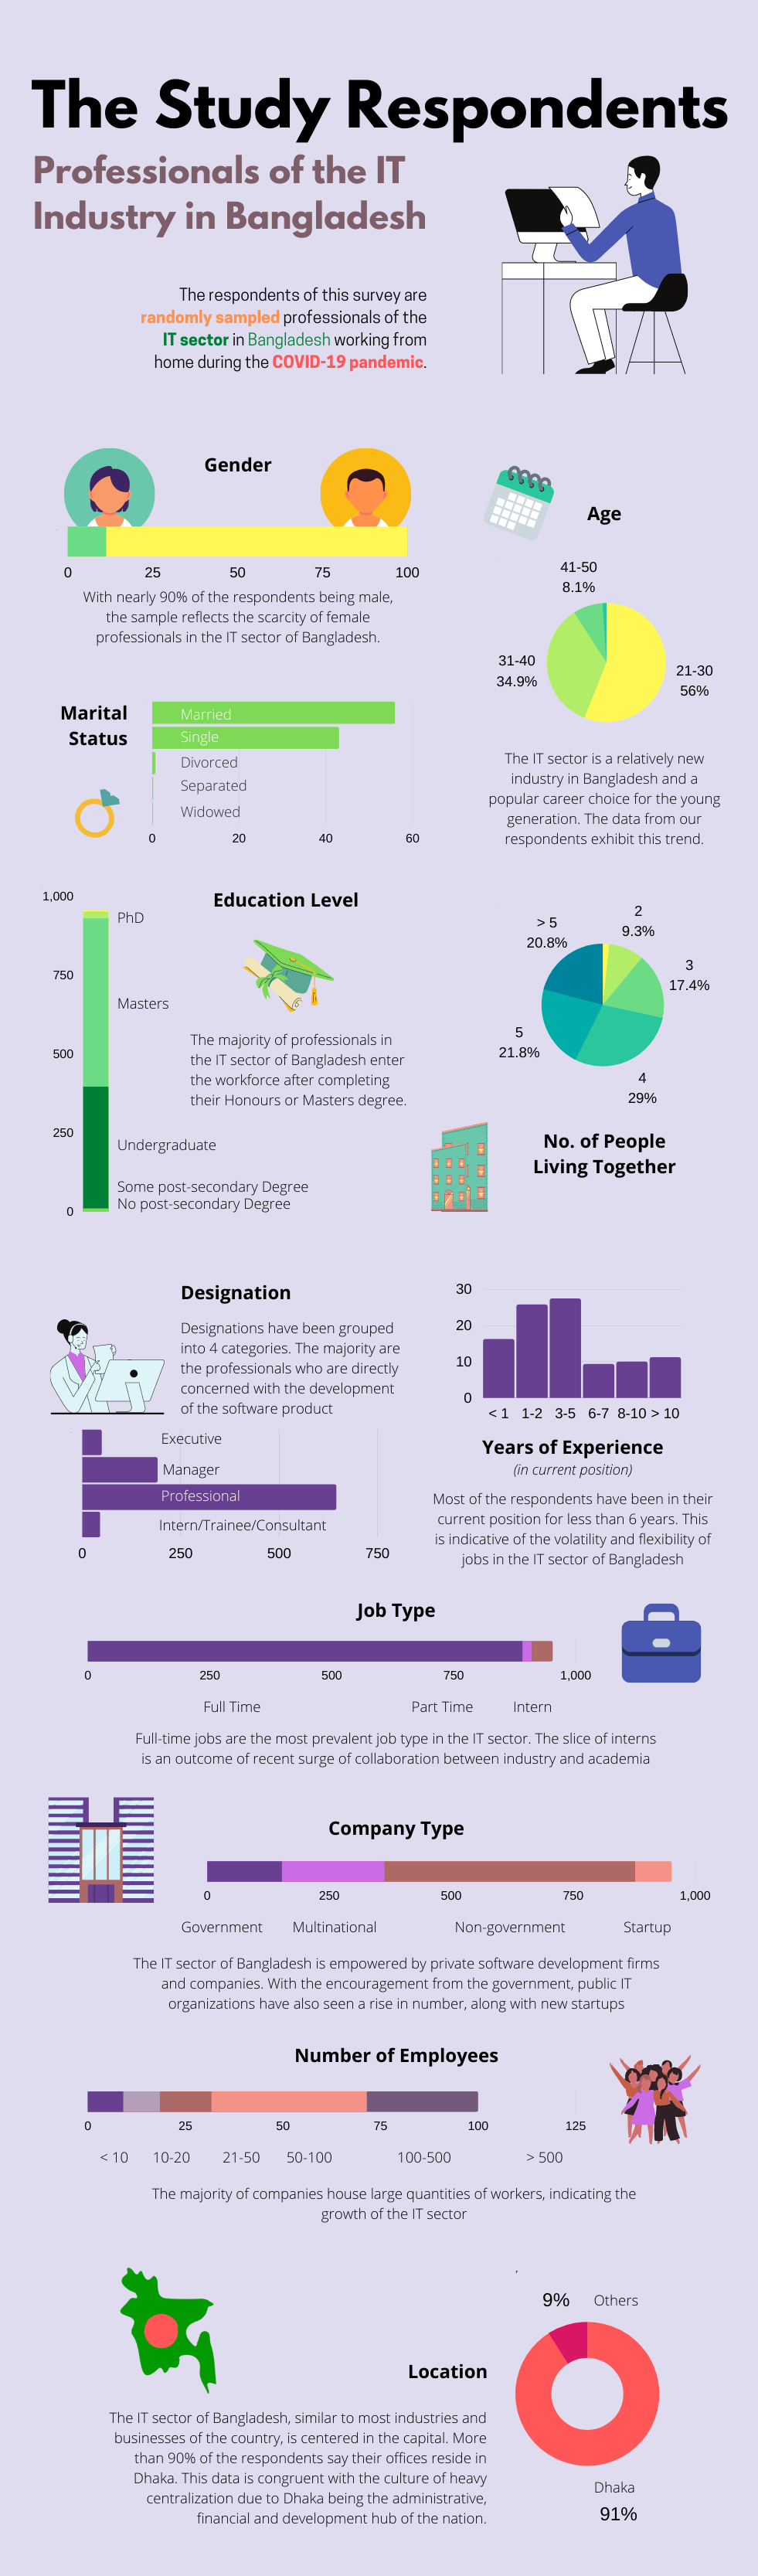 The Study Respondents
Professionals of the IT
Industry in Bangladesh
The respondents of this survey are
randomly sampled professionals of the
IT sector in Bangladesh working from
home during the COVID-19 pandemic.
Gender
0 25 50 75 100
With nearly 90% of the respondents being male,
the sample reflects the scarcity of female
professionals in the IT sector of Bangladesh.
Age
41-50
8.1%
31-40
34.9%
21-30
56%
The IT sector is a relatively new
industry in Bangladesh and a
popular career choice for the young
generation. The data from our
respondents exhibit this trend.
Marital
Status
Married
Single
Divorced
Separated
Widowed
0 20 40 60
Education Level
1,000
750
500
250
0
PhD
Masters
Undergraduate
Some post-secondary Degree
No post-secondary Degree
The majority of professionals in
the IT sector of Bangladesh enter
the workforce after completing
their Honours or Masters degree.
> 5
20.8%
2
9.3%
3
17.4%
5
21.8%
4
29%
No. of People
Living Together
Designation
Designations have been grouped
into 4 categories. The majority are
the professionals who are directly
concerned with the development
of the software product
Executive
Manager
Professional
Intern/Trainee/Consultant
0 250 500 750
30
20
10
0
< 1 1-2 3-5 6-7 8-10 > 10
Years of Experience
(in current position)
Most of the respondents have been in their
current position for less than 6 years. This
is indicative of the volatility and flexibility of
jobs in the IT sector of Bangladesh
Job Type
0 250 500 750 1,000
Full Time Part Time Intern
Full-time jobs are the most prevalent job type in the IT sector. The slice of interns
is an outcome of recent surge of collaboration between industry and academia
Company Type
0 250 500 750 1,000
Government Multinational Non-government Startup
The IT sector of Bangladesh is empowered by private software development firms
and companies. With the encouragement from the government, public IT
organizations have also seen a rise in number, along with new startups
Number of Employees
0 25 50 75 100 125
< 10 10-20 21-50 50-100 100-500 > 500
The majority of companies house large quantities of workers, indicating the
growth of the IT sector
9% Others
Location
Dhaka
91%
The IT sector of Bangladesh, similar to most industries and
businesses of the country, is centered in the capital. More
than 90% of the respondents say their offices reside in
Dhaka. This data is congruent with the culture of heavy
centralization due to Dhaka being the administrative,
financial and development hub of the nation.